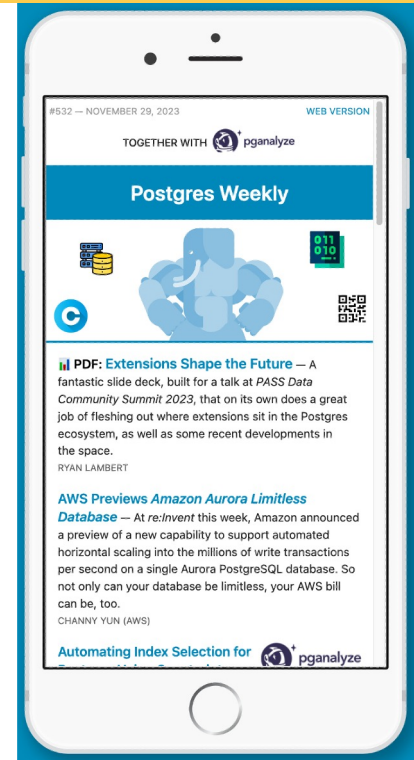 #532 — NOVEMBER 29, 2023 WEB VERSION
TOGETHER WITH pganalyze
Postgres Weekly
011
010
C
PDF: Extensions Shape the Future — A
fantastic slide deck, built for a talk at PASS Data
Community Summit 2023, that on its own does a great
job of fleshing out where extensions sit in the Postgres
ecosystem, as well as some recent developments in
the space.
RYAN LAMBERT
AWS Previews Amazon Aurora Limitless
Database — At re:Invent this week, Amazon announced
a preview of a new capability to support automated
horizontal scaling into the millions of write transactions
per second on a single Aurora PostgreSQL database. So
not only can your database be limitless, your AWS bill
can be, too.
CHANNY YUN (AWS)
Automating Index Selection for pganalyze